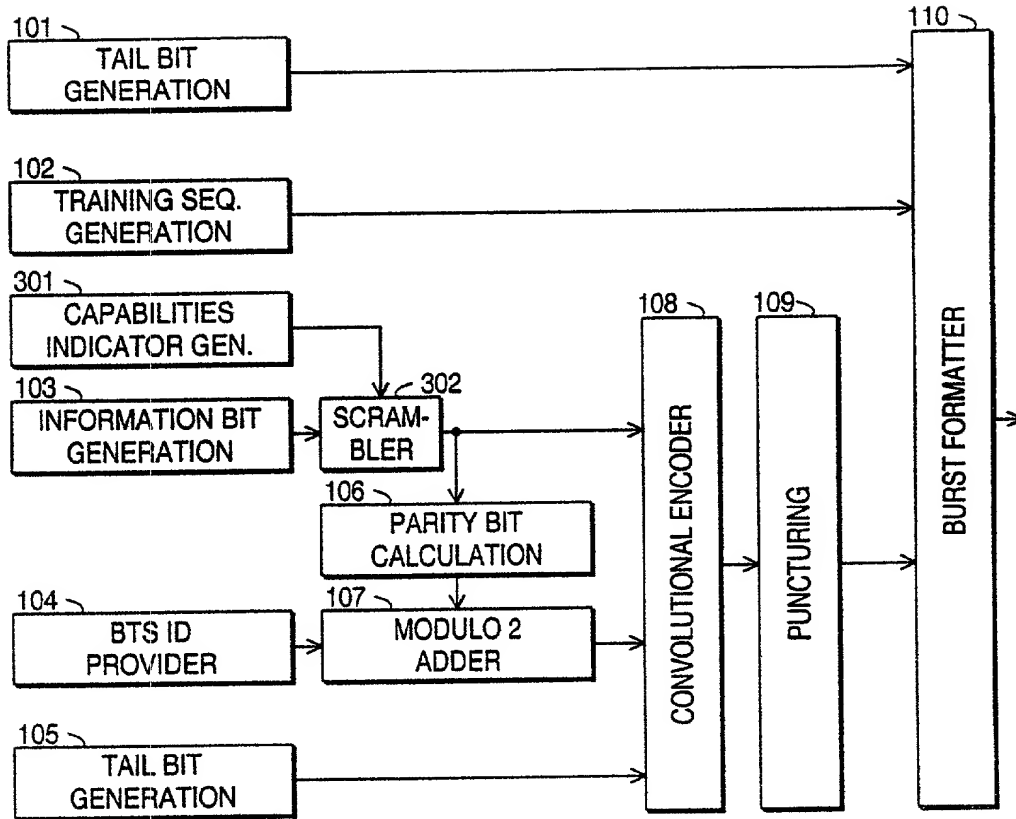 101
TAIL BIT
GENERATION
102
TRAINING SEQ.
GENERATION
301
CAPABILITIES
INDICATOR GEN.
103
INFORMATION BIT
GENERATION
302
SCRAM-
BLER
106
PARITY BIT
CALCULATION
104
BTS ID
PROVIDER
107
MODULO 2
ADDER
105
TAIL BIT
GENERATION
108
CONVOLUTIONAL ENCODER
109
PUNCTURING
110
BURST FORMATTER